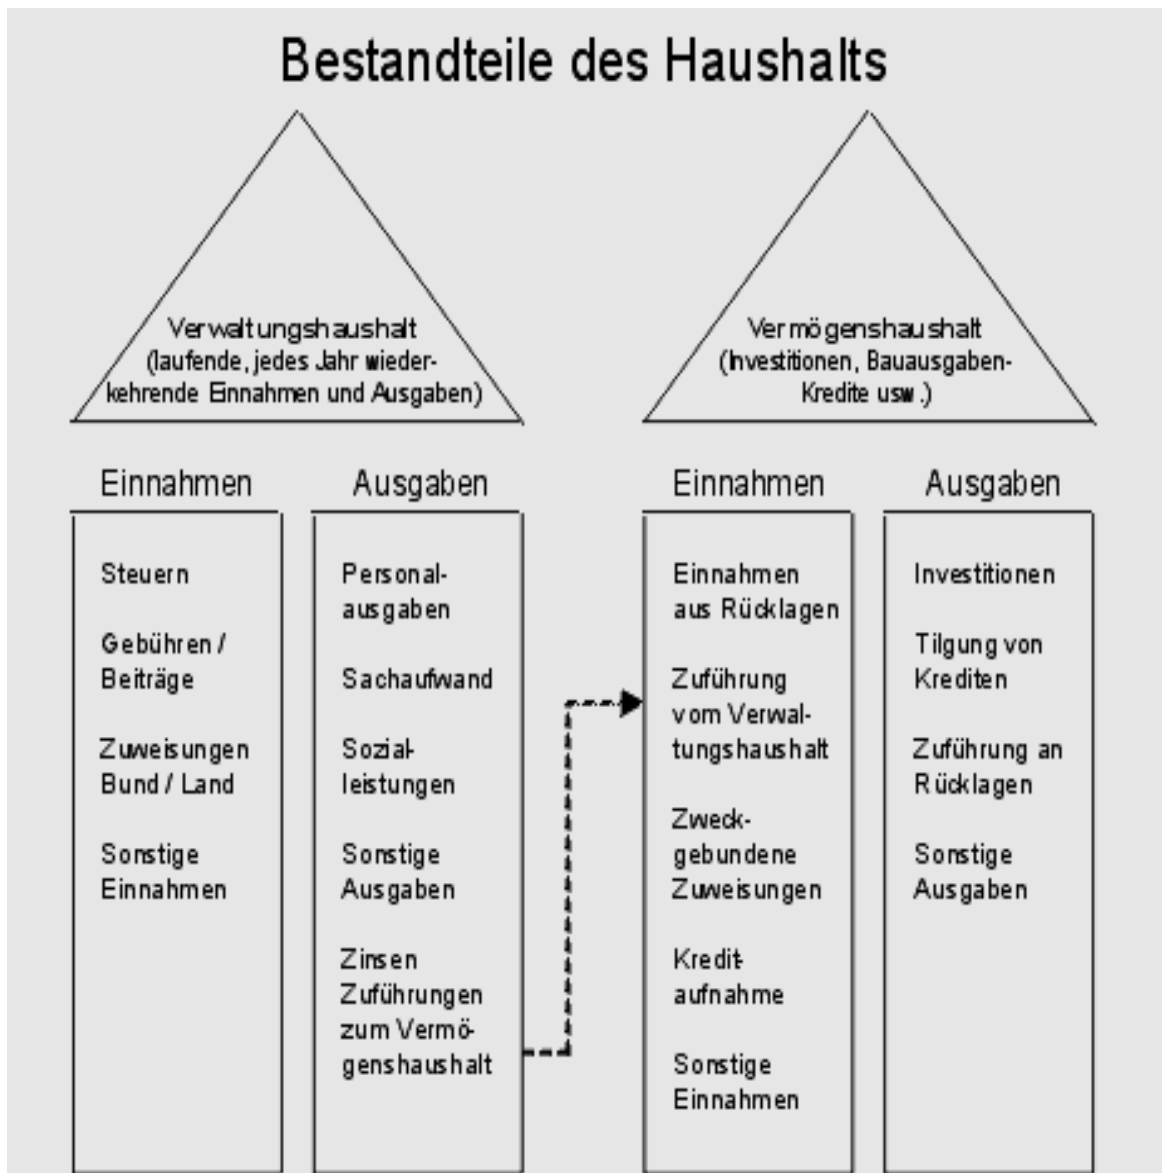 Bestandteile des Haushalts
Verwaltungshaushalt
(laufende, jedes Jahr wieder-
kehrende Einnahmen und Ausgaben)
Vermögenshaushalt
(Investitionen, Bauausgaben-
Kredite usw.)
Einnahmen
Steuern
Gebühren /
Beiträge
Zuweisungen
Bund / Land
Sonstige
Einnahmen
Ausgaben
Personal-
ausgaben
Sachaufwand
Sozial-
leistungen
Sonstige
Ausgaben
Zinsen
Zuführungen
zum Vermö-
genshaushalt
Einnahmen
Einnahmen
aus Rücklagen
Zuführung
vom Verwal-
tungshaushalt
Zweck-
gebundene
Zuweisungen
Kredit-
aufnahme
Sonstige
Einnahmen
Ausgaben
Investitionen
Tilgung von
Krediten
Zuführung an
Rücklagen
Sonstige
Ausgaben